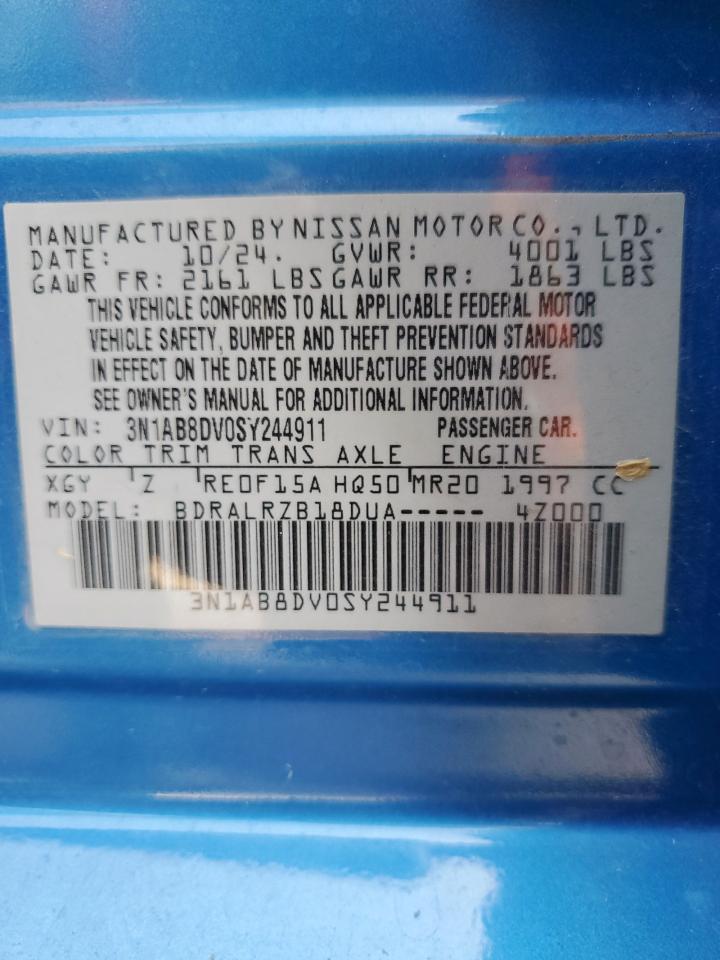 MANUFACTURED BY NISSAN MOTOR CO., LTD.
DATE: 10/24. GVWR: 4001 LBS
GAWR FR: 2161 LBS GAWR RR: 1863 LBS
THIS VEHICLE CONFORMS TO ALL APPLICABLE FEDERAL MOTOR
VEHICLE SAFETY, BUMPER AND THEFT PREVENTION STANDARDS
IN EFFECT ON THE DATE OF MANUFACTURE SHOWN ABOVE.
SEE OWNER'S MANUAL FOR ADDITIONAL INFORMATION.
VIN: 3N1AB8DV0SY244911 PASSENGER CAR.
COLOR TRIM TRANS AXLE ENGINE
XGY Z RE0F15A HQ50 MR20 1997 CC
MODEL: BDRALRZB18DUA----- 4Z000
3N1AB8DV0SY244911